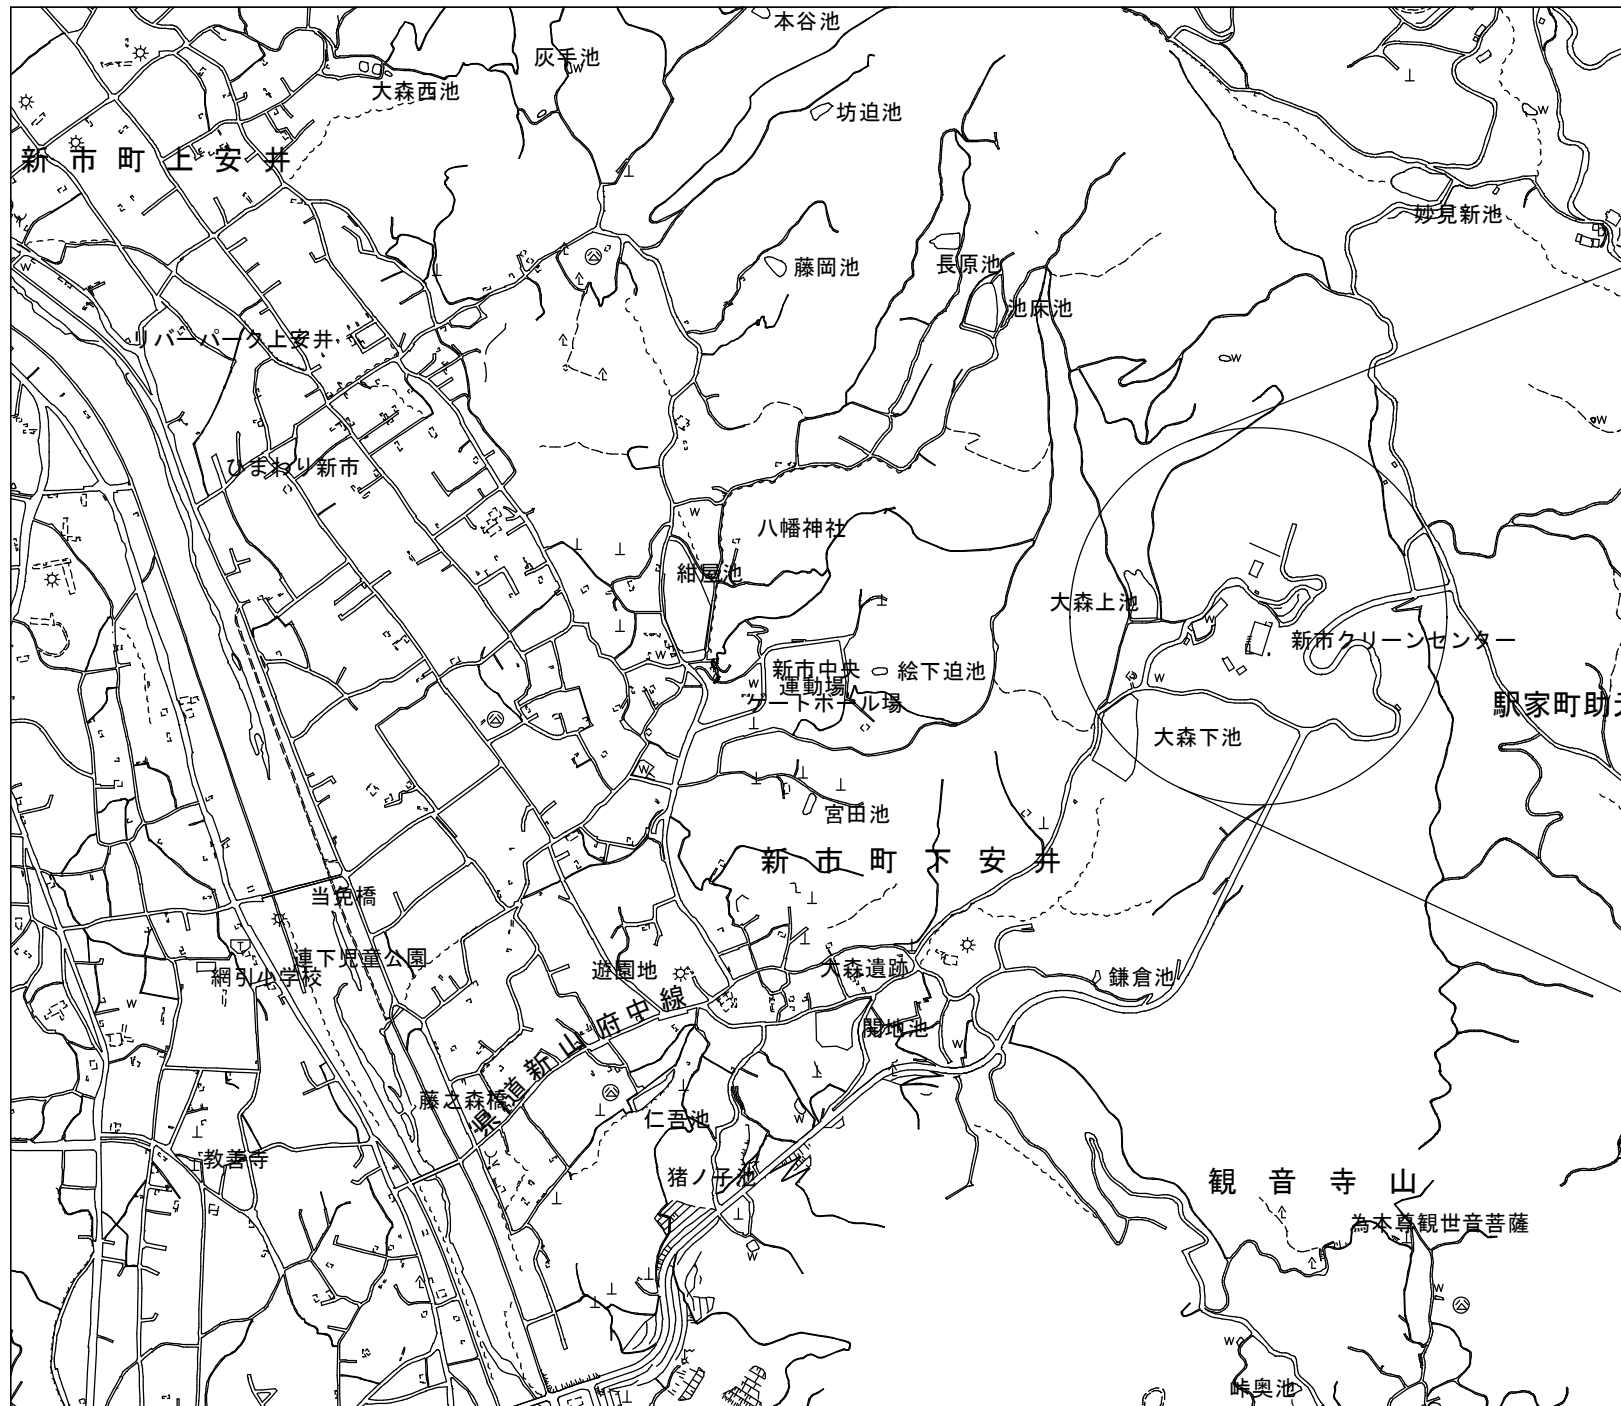 本谷池
灰手池
大森西池
坊迫池
新市町上安井
妙見新池
藤岡池
長原池
池床池
リバーパーク上安井
ひまわり新市
八幡神社
紺屋池
大森上池
新市クリーンセンター
新市中央
運動場
ゲートボール場
絵下迫池
駅家町助元
大森下池
宮田池
新市町下安井
当免橋
連下児童公園
網引小学校
遊園地
大森遺跡
鎌倉池
県道新山府中線
開地池
藤之森橋
仁吾池
教善寺
猪ノ子池
観音寺山
為本尊観世音菩薩
峠奥池